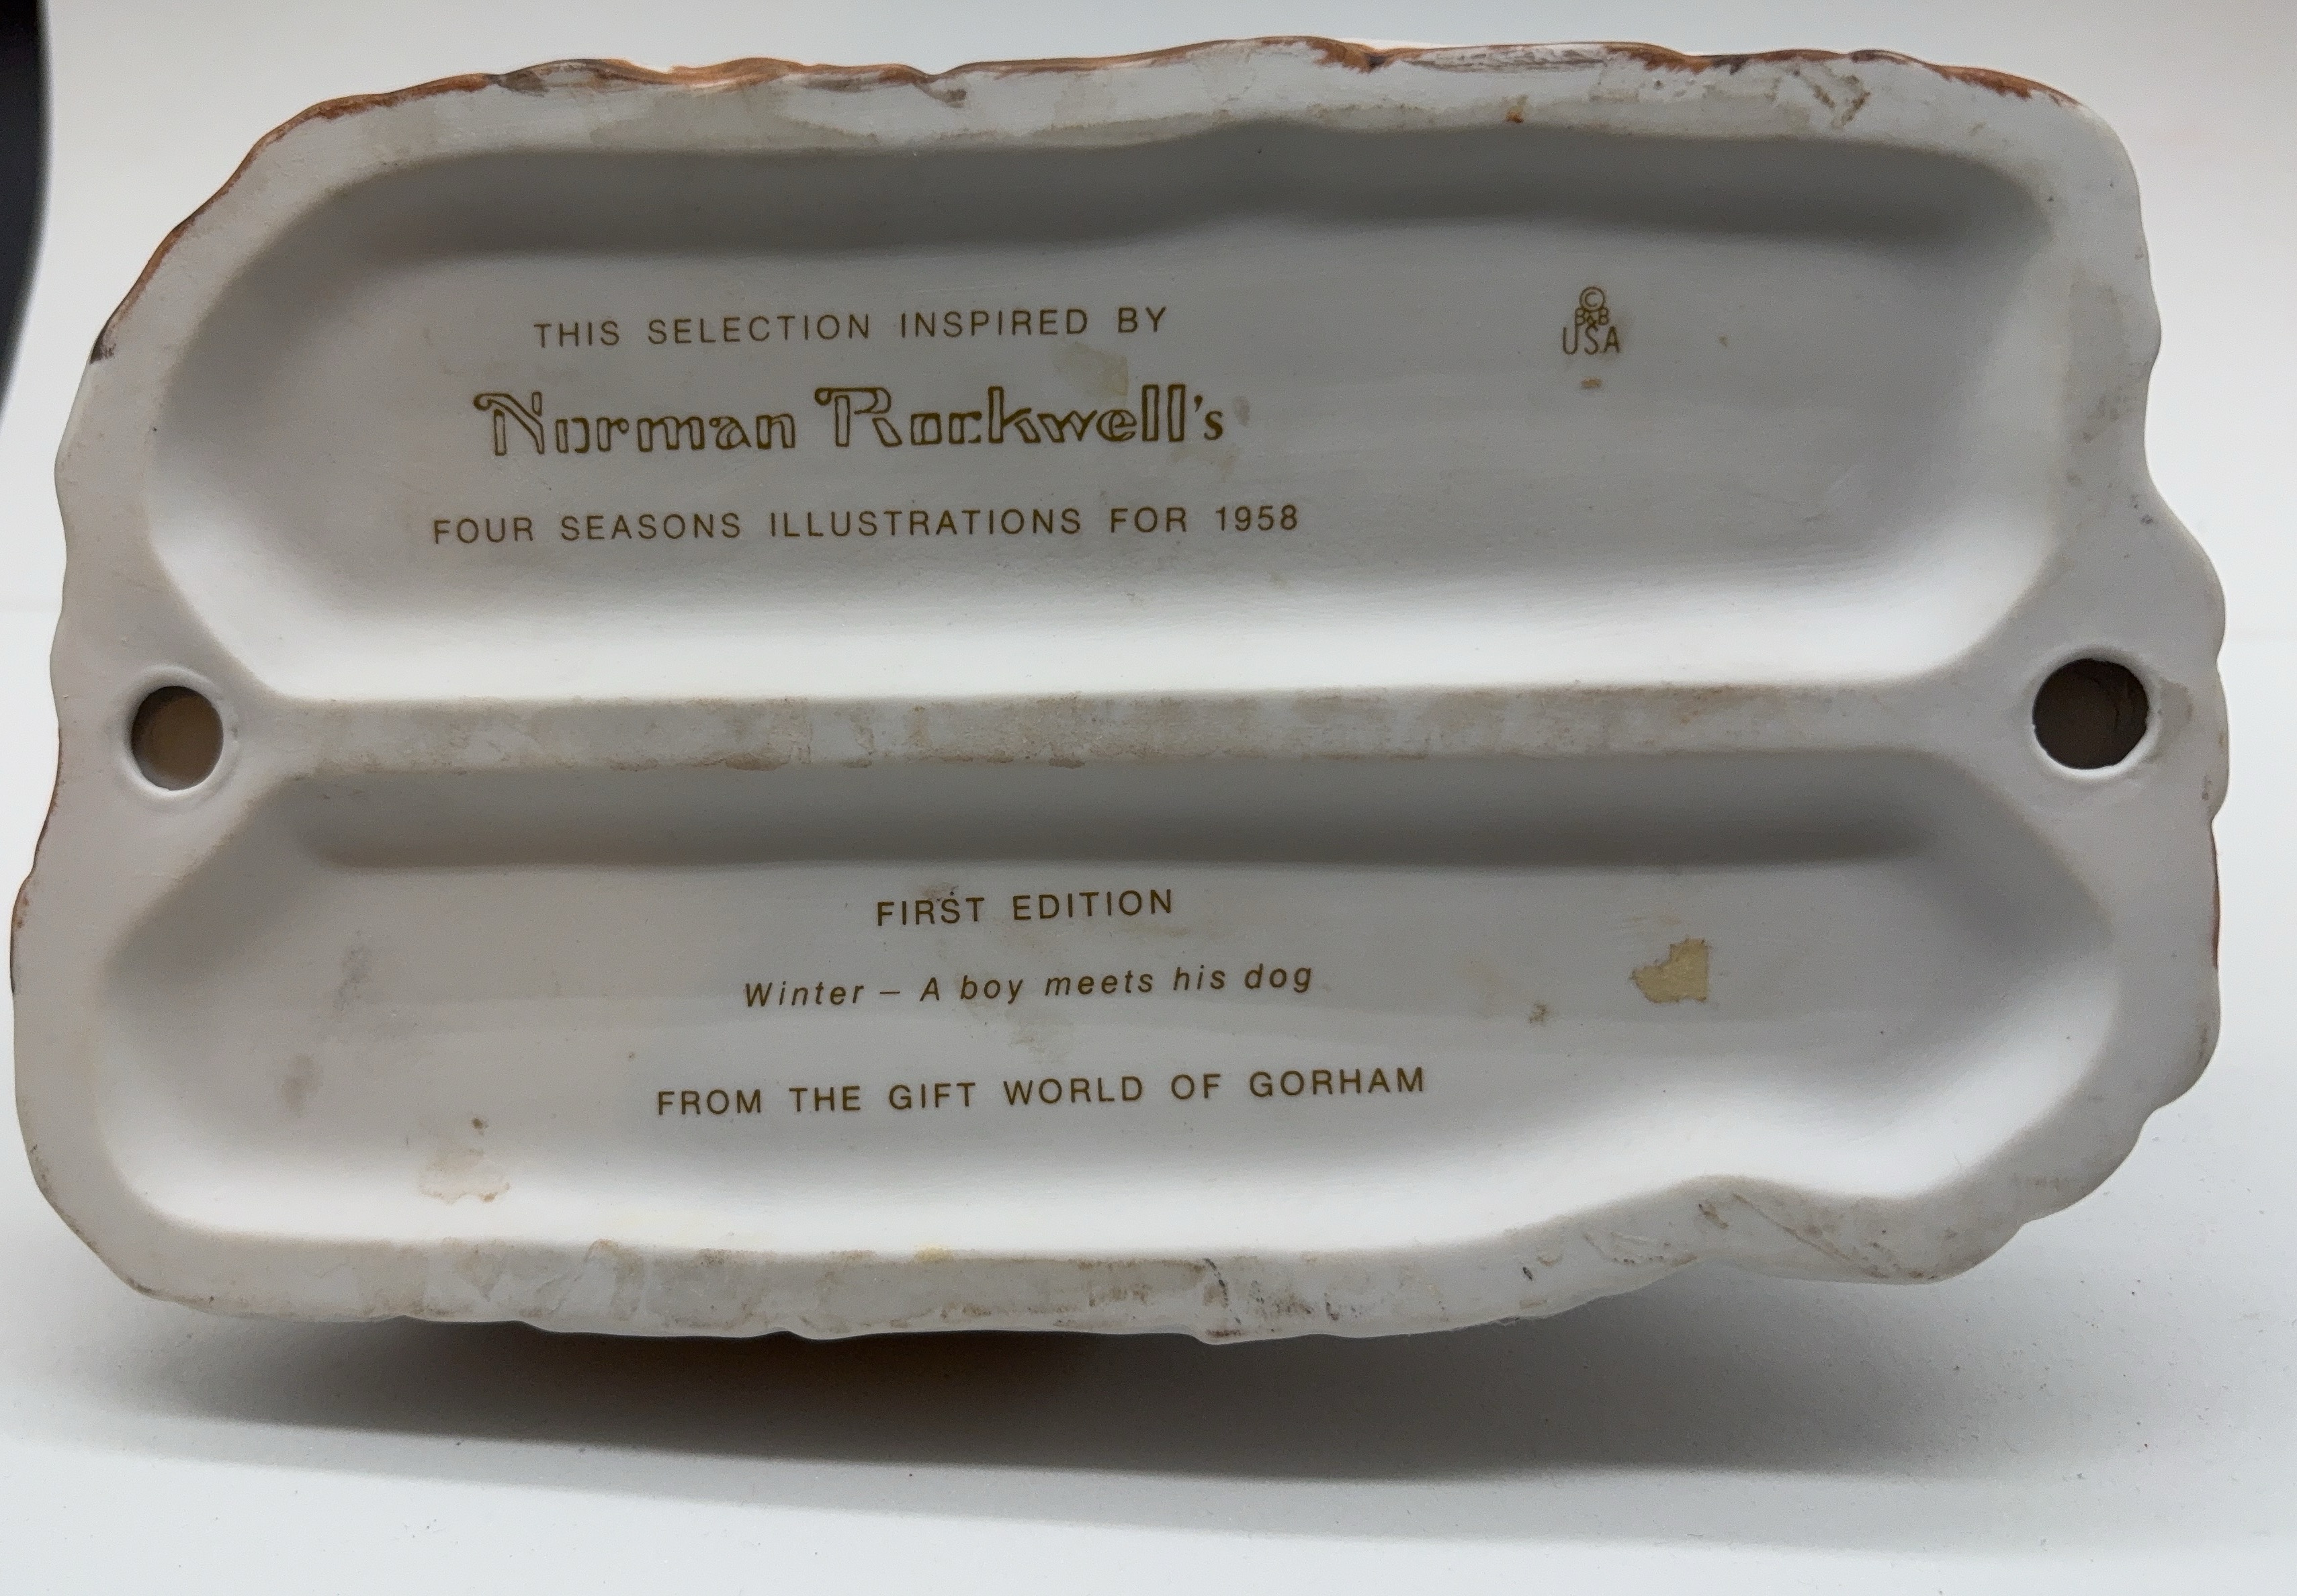 THIS SELECTION INSPIRED BY
Norman Rockwell's
FOUR SEASONS ILLUSTRATIONS FOR 1958
©
B&B
USA
FIRST EDITION
Winter – A boy meets his dog
FROM THE GIFT WORLD OF GORHAM